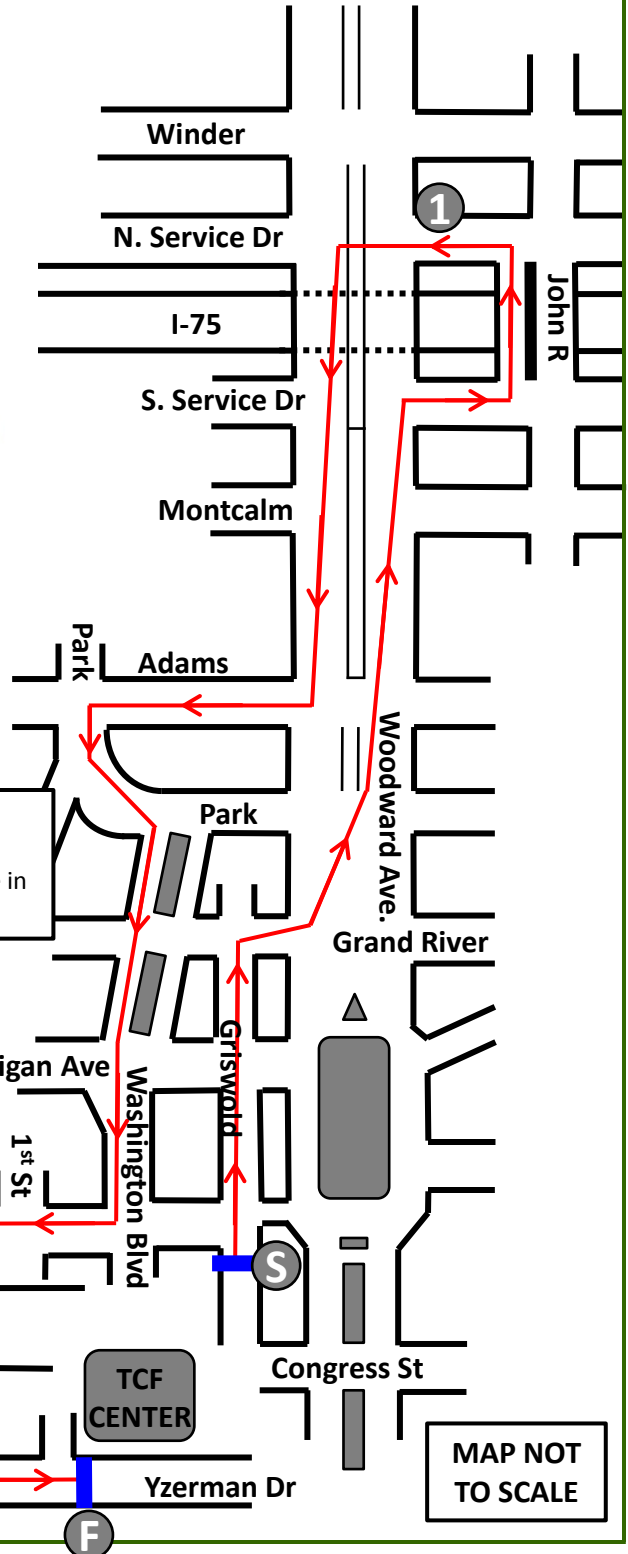 Winder
1
N. Service Dr
John R
I-75
S. Service Dr
Montcalm
Park
Adams
Woodward Ave.
Park
in
Grand River
Griswold
igan Ave
Washington Blvd
1st St
S
Congress St
TCF
CENTER
MAP NOT
TO SCALE
Yzerman Dr
F